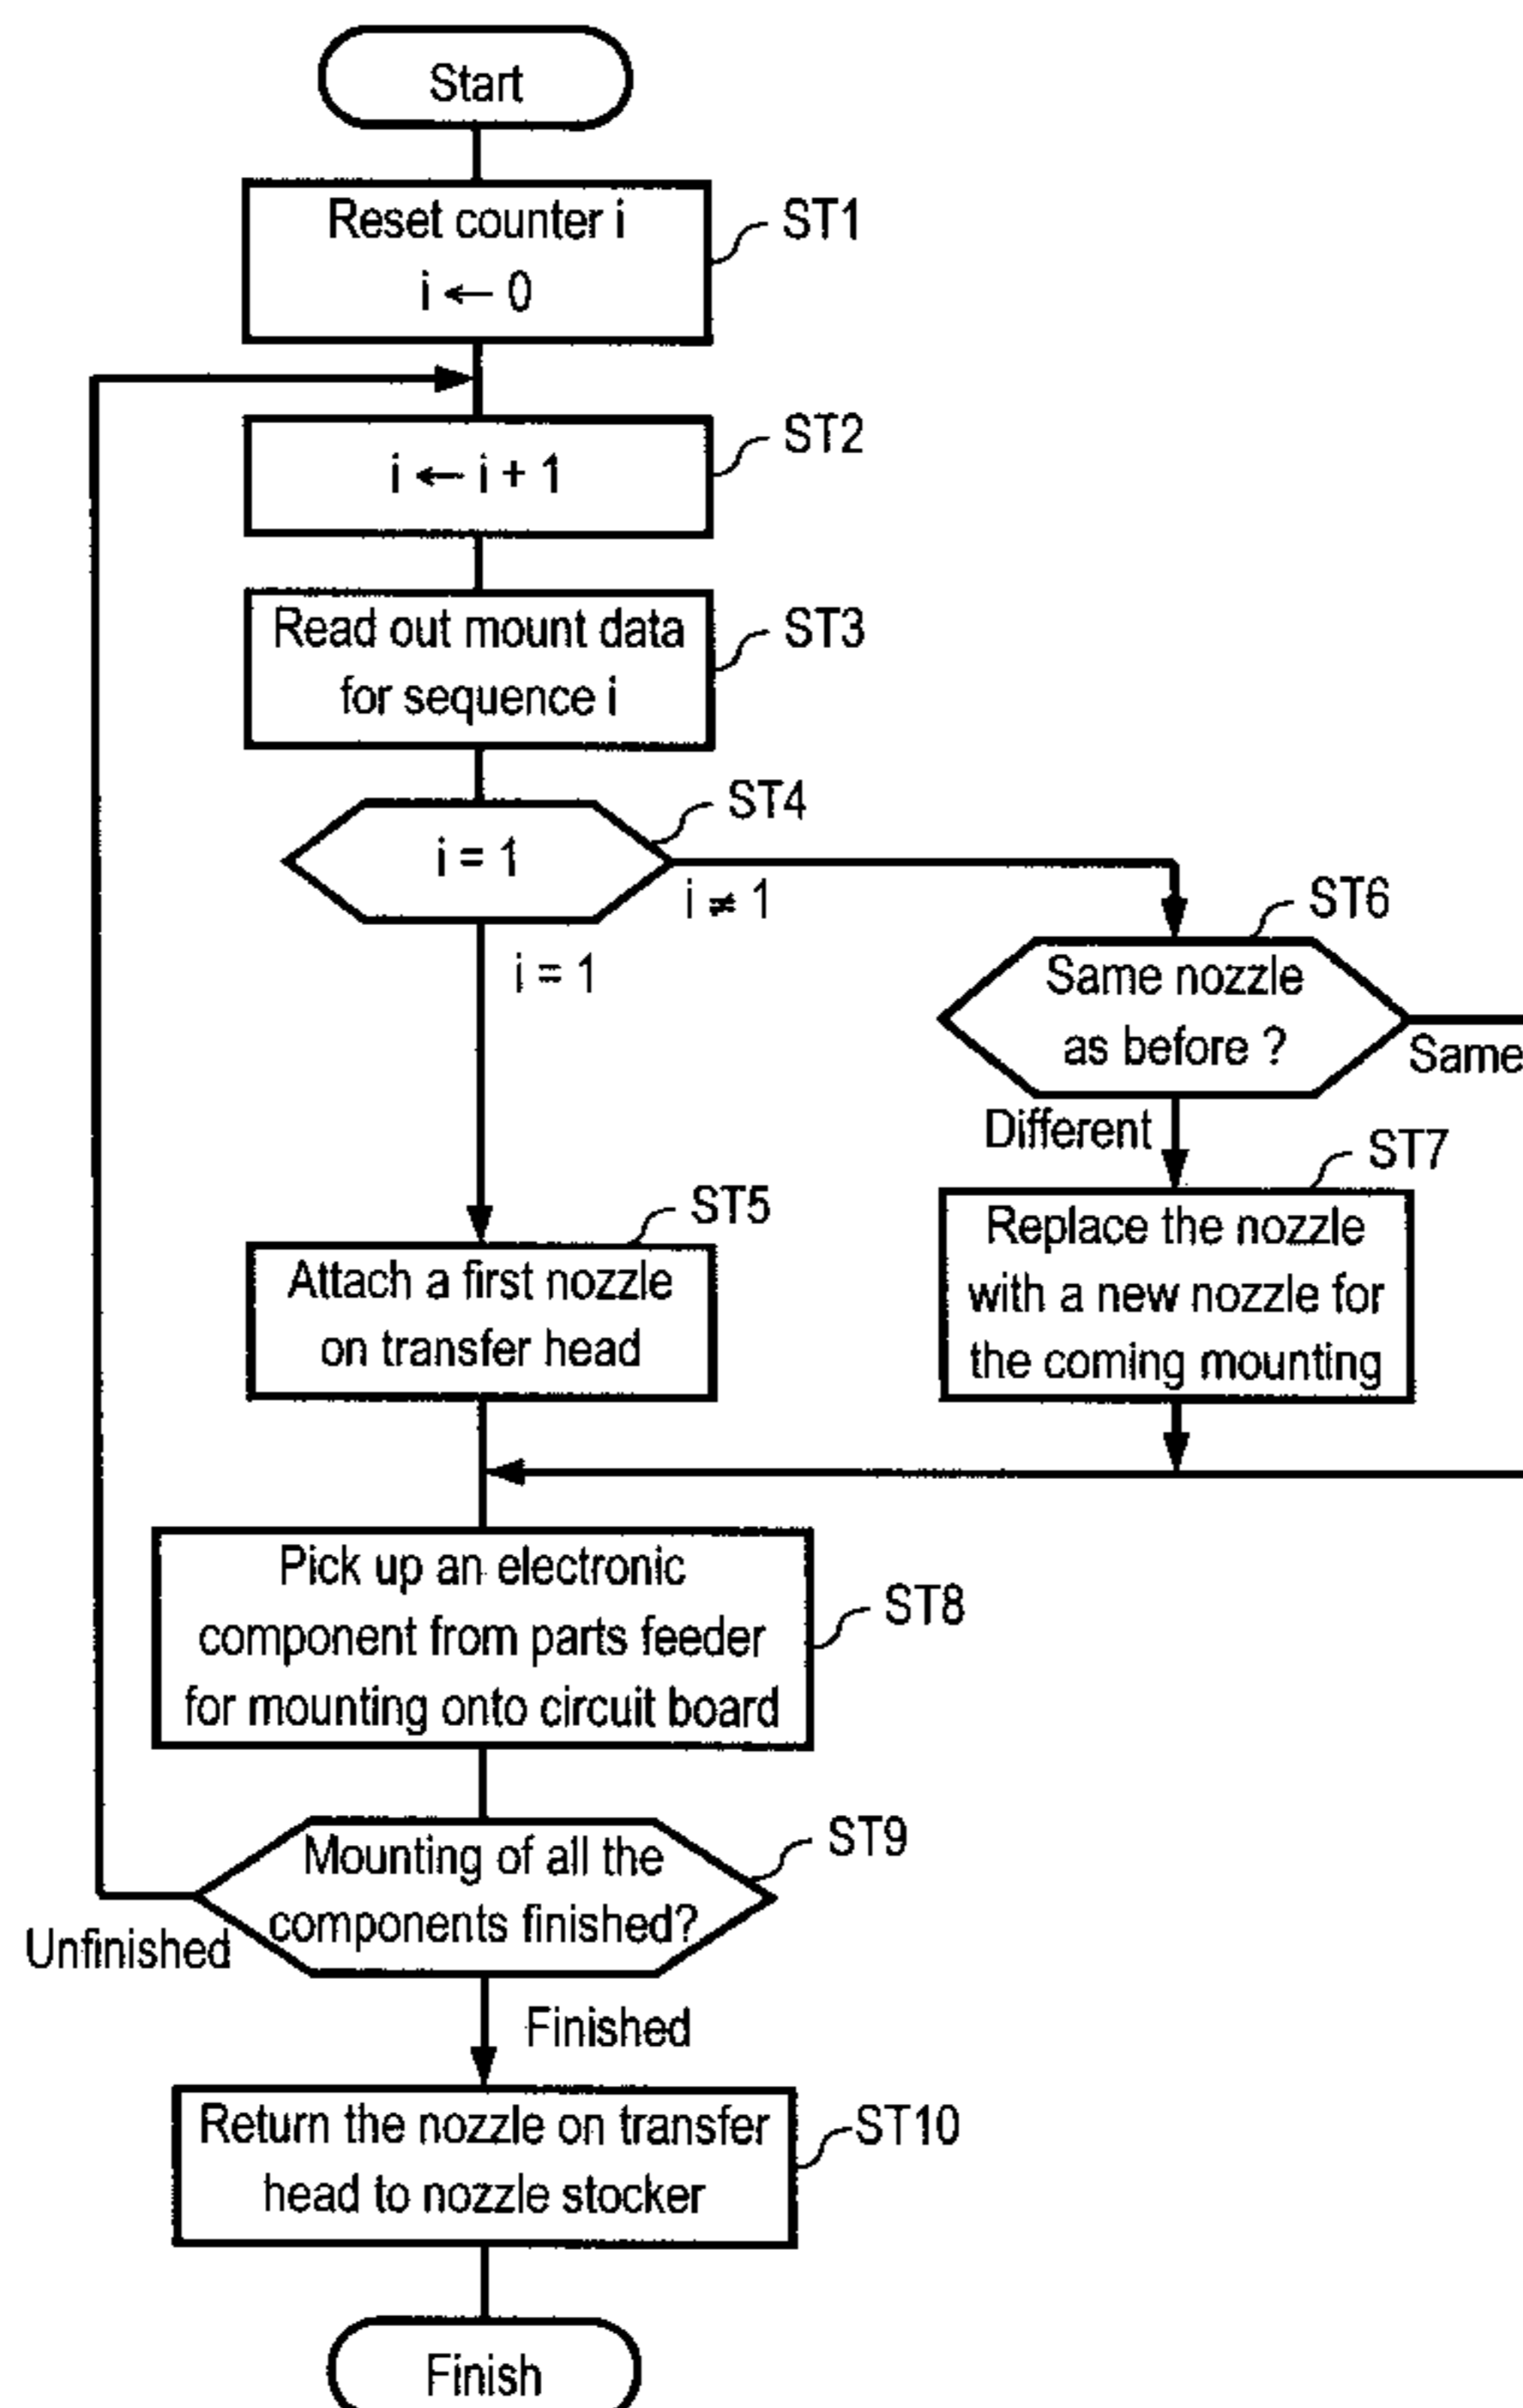 Start
Reset counter i
i ← 0
ST1
i ← i + 1
ST2
Read out mount data
for sequence i
ST3
i = 1
ST4
i ≠ 1
i = 1
Same nozzle
as before ?
ST6
Same
Different
Replace the nozzle
with a new nozzle for
the coming mounting
ST7
Attach a first nozzle
on transfer head
ST5
Pick up an electronic
component from parts feeder
for mounting onto circuit board
ST8
Mounting of all the
components finished?
ST9
Unfinished
Finished
Return the nozzle on transfer
head to nozzle stocker
ST10
Finish